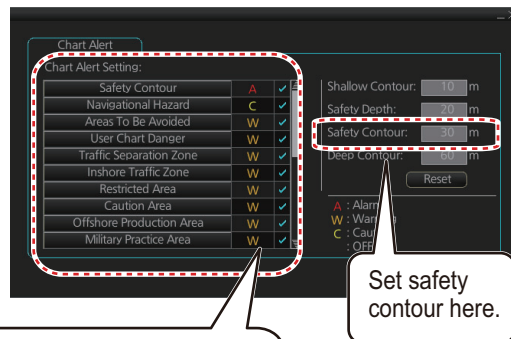 Chart Alert
Chart Alert Setting:
Safety Contour A
Navigational Hazard C
Areas To Be Avoided W
User Chart Danger W
Traffic Separation Zone W
Inshore Traffic Zone W
Restricted Area W
Caution Area W
Offshore Production Area W
Military Practice Area W
Shallow Contour: 10 m
Safety Depth: 20 m
Safety Contour: 30 m
Deep Contour: 60 m
Reset
A : Alarm
W :
C :
: OFF
Set safety
contour here.